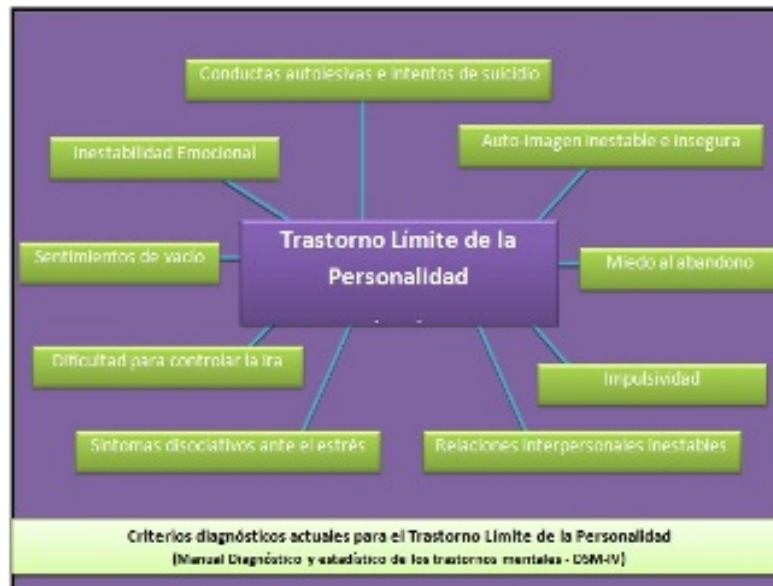 Conductas autolesivas e intentos de suicidio
Inestabilidad Emocional
Auto-imagen inestable e insegura
Trastorno Límite de la
Personalidad
Sentimientos de vacío
Miedo al abandono
Dificultad para controlar la ira
Impulsividad
Síntomas disociativos ante el estrés
Relaciones interpersonales inestables
Criterios diagnósticos actuales para el Trastorno Límite de la Personalidad
(Manual Diagnóstico y estadístico de los trastornos mentales - DSM-IV)